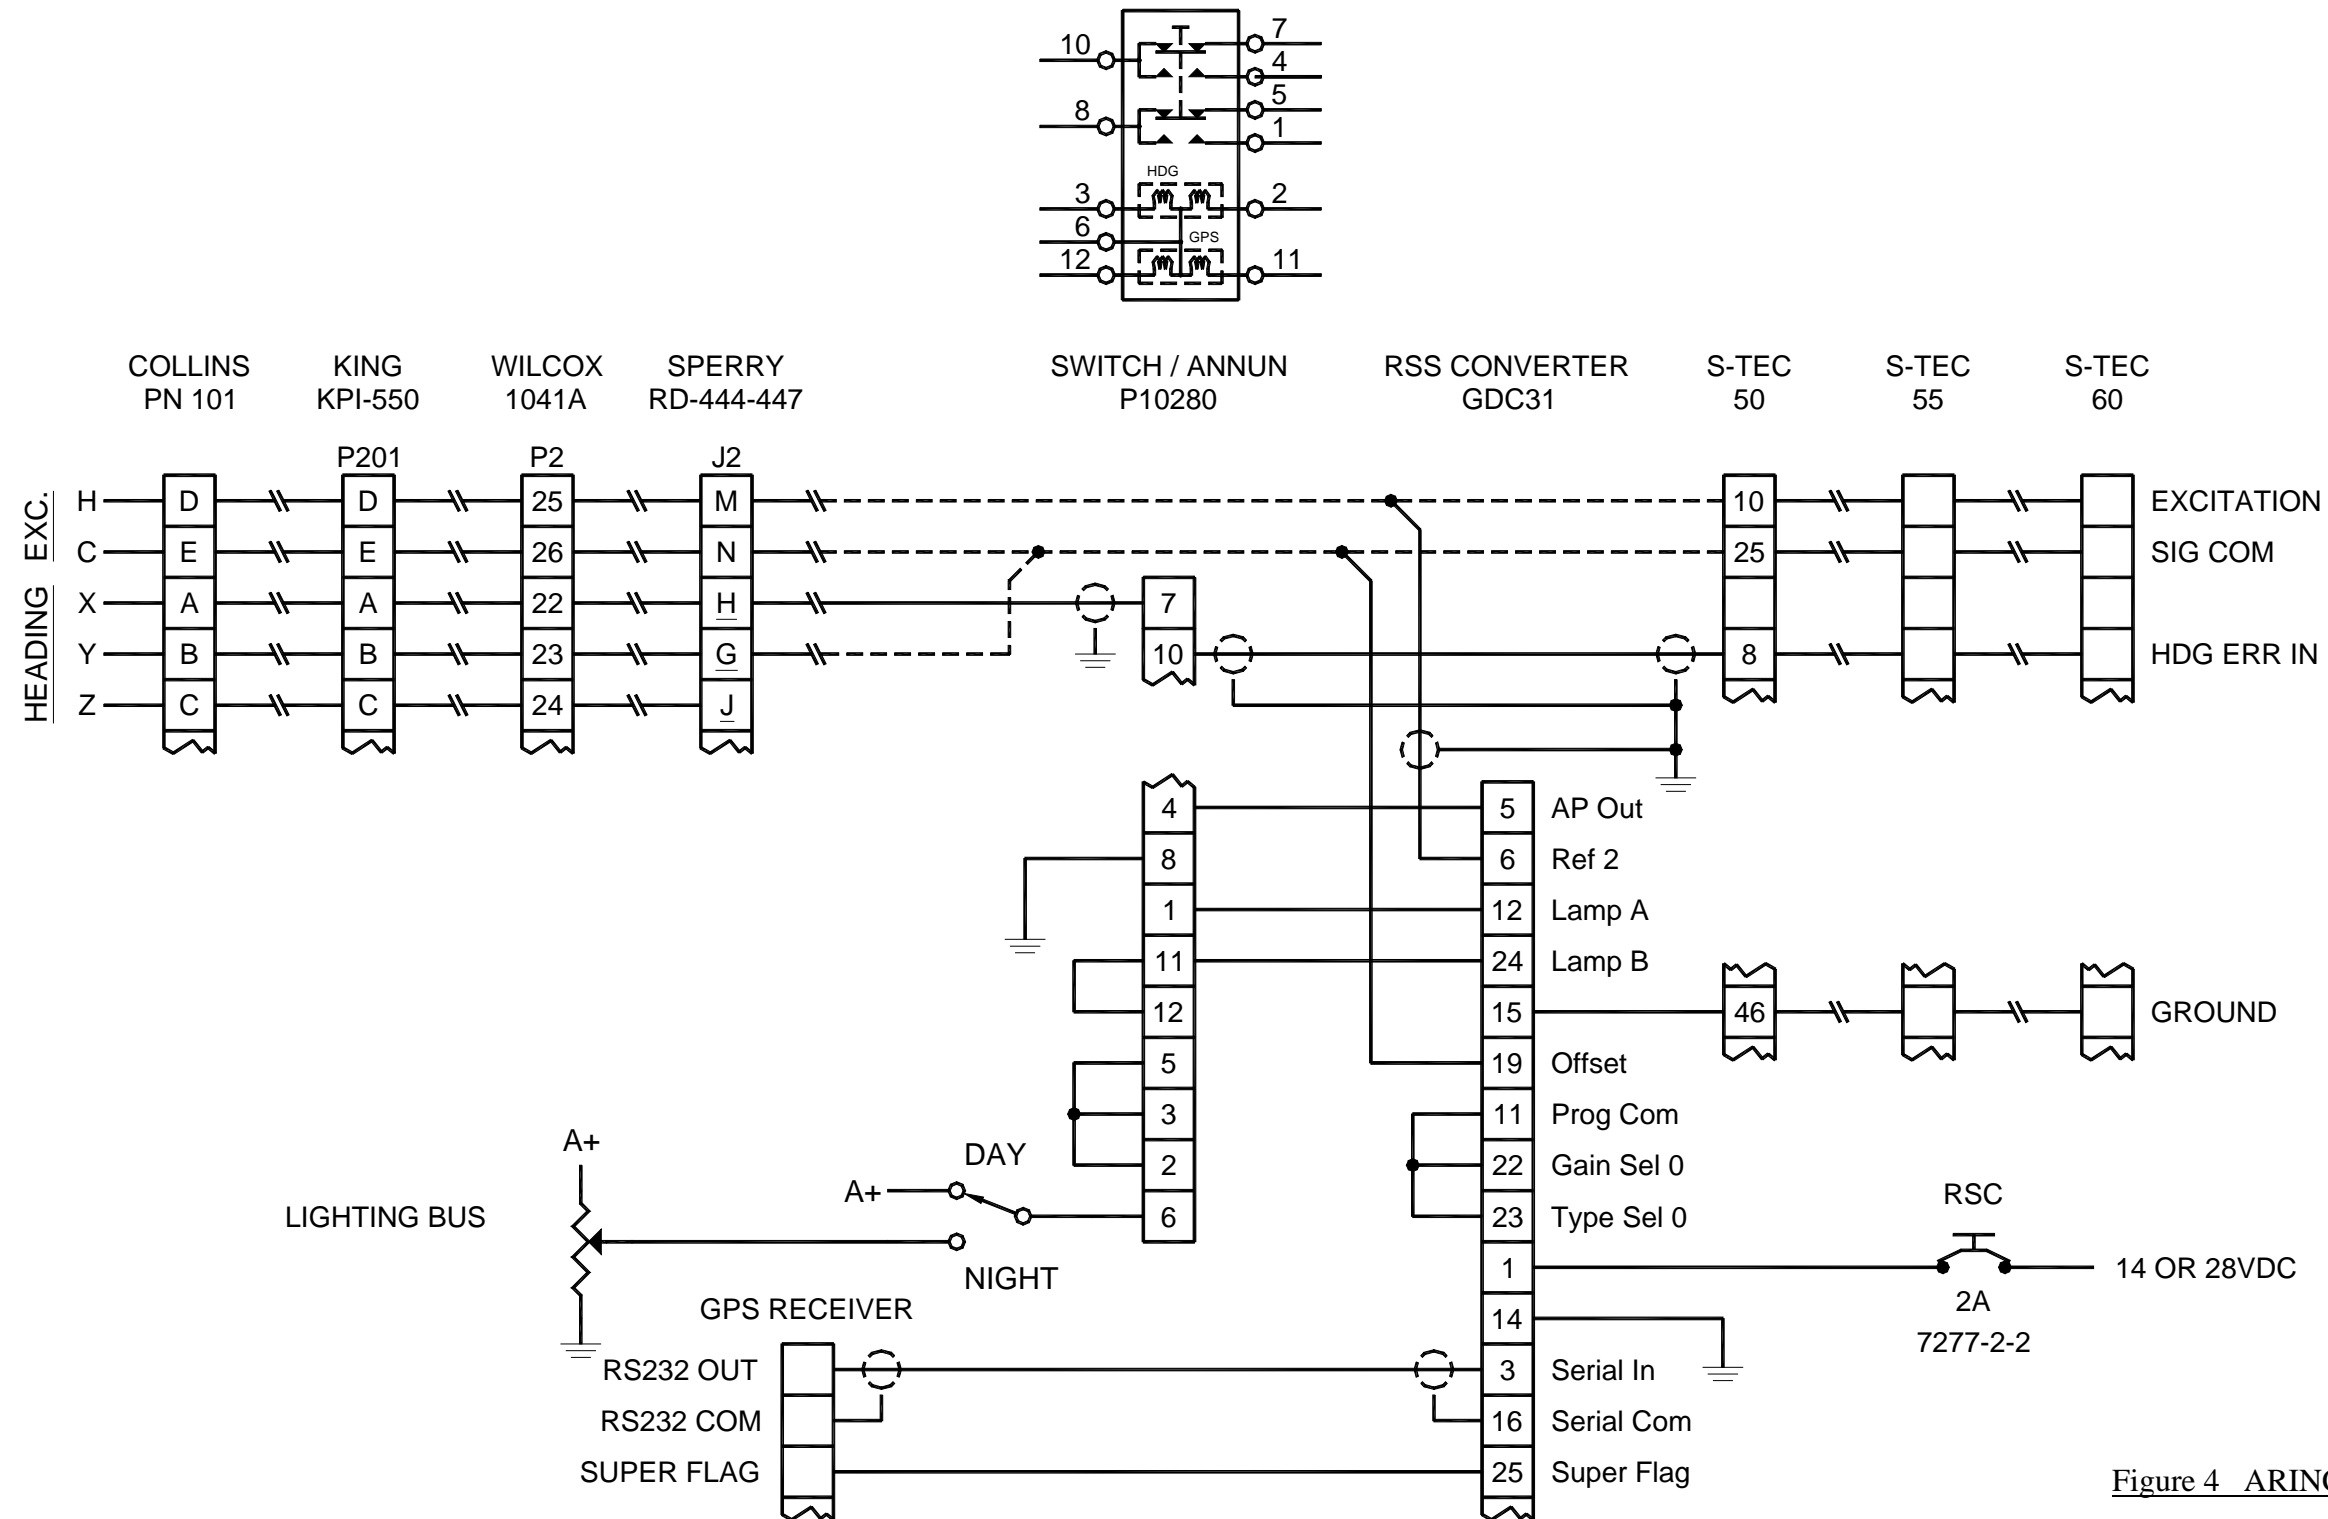 10 7
4
8 5
1
HDG
3 2
6 GPS
12 11
COLLINS KING WILCOX SPERRY SWITCH / ANNUN RSS CONVERTER S-TEC S-TEC S-TEC
PN 101 KPI-550 1041A RD-444-447 P10280 GDC31 50 55 60
P201 P2 J2
EXC.
H D D 25 M 10 EXCITATION
C E E 26 N 25 SIG COM
HEADING
X A A 22 H 7
Y B B 23 G 10 8 HDG ERR IN
Z C C 24 J
4 5 AP Out
8 6 Ref 2
1 12 Lamp A
11 24 Lamp B
12 15 46 GROUND
5 19 Offset
3 11 Prog Com
A+ DAY
2 22 Gain Sel 0
A+ RSC
LIGHTING BUS 6 23 Type Sel 0
NIGHT 1 14 OR 28VDC
GPS RECEIVER 14 2A
7277-2-2
RS232 OUT 3 Serial In
RS232 COM 16 Serial Com
SUPER FLAG 25 Super Flag
Figure 4 ARINC